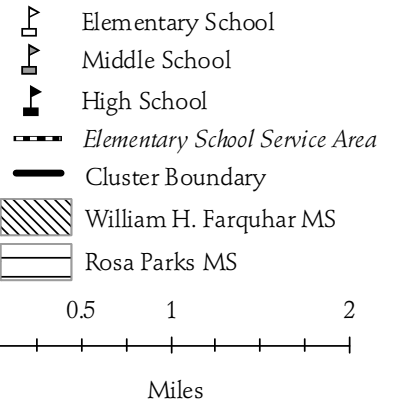 Elementary School
Middle School
High School
Elementary School Service Area
Cluster Boundary
William H. Farquhar MS
Rosa Parks MS
0.5 1 2
Miles